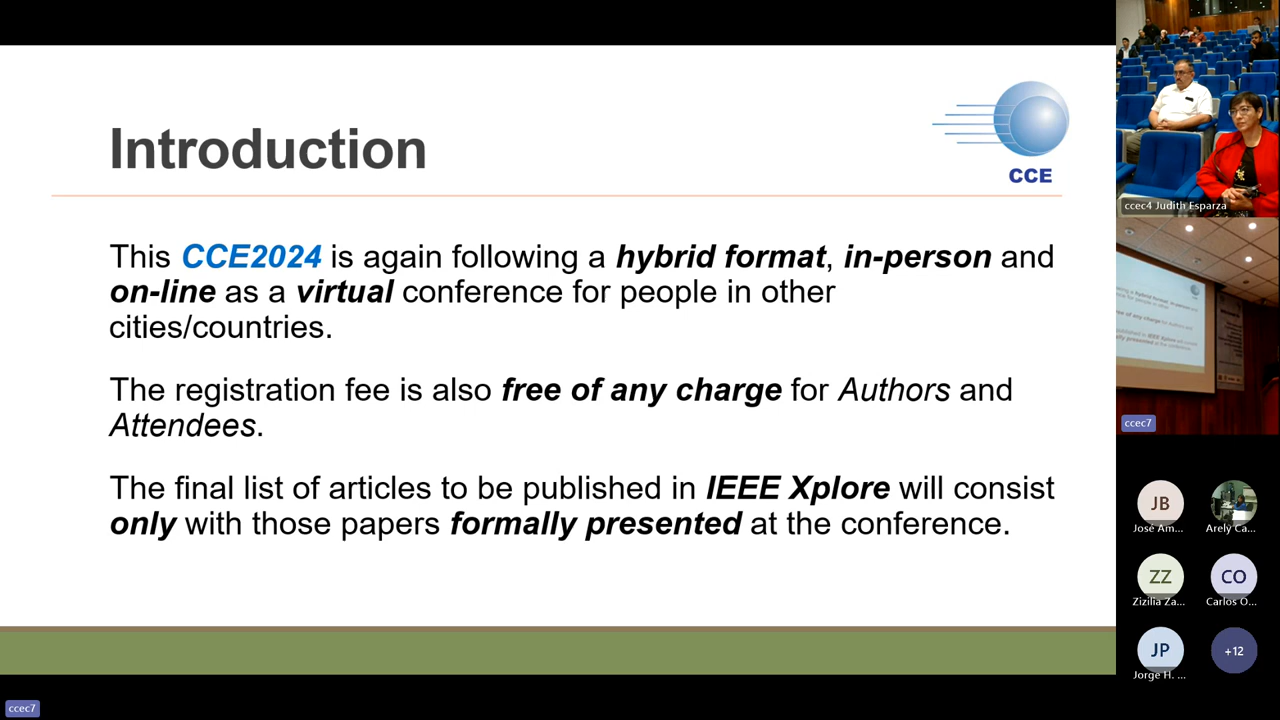 Introduction
CCE
This CCE2024 is again following a hybrid format, in-person and
on-line as a virtual conference for people in other
cities/countries.
The registration fee is also free of any charge for Authors and
Attendees.
The final list of articles to be published in IEEE Xplore will consist
only with those papers formally presented at the conference.
ccec4 Judith Esparza
ccec7
JB
José Am...
Arely Ca...
ZZ
Zizilia Za...
CO
Carlos O...
JP
Jorge H. ...
+12
ccec7